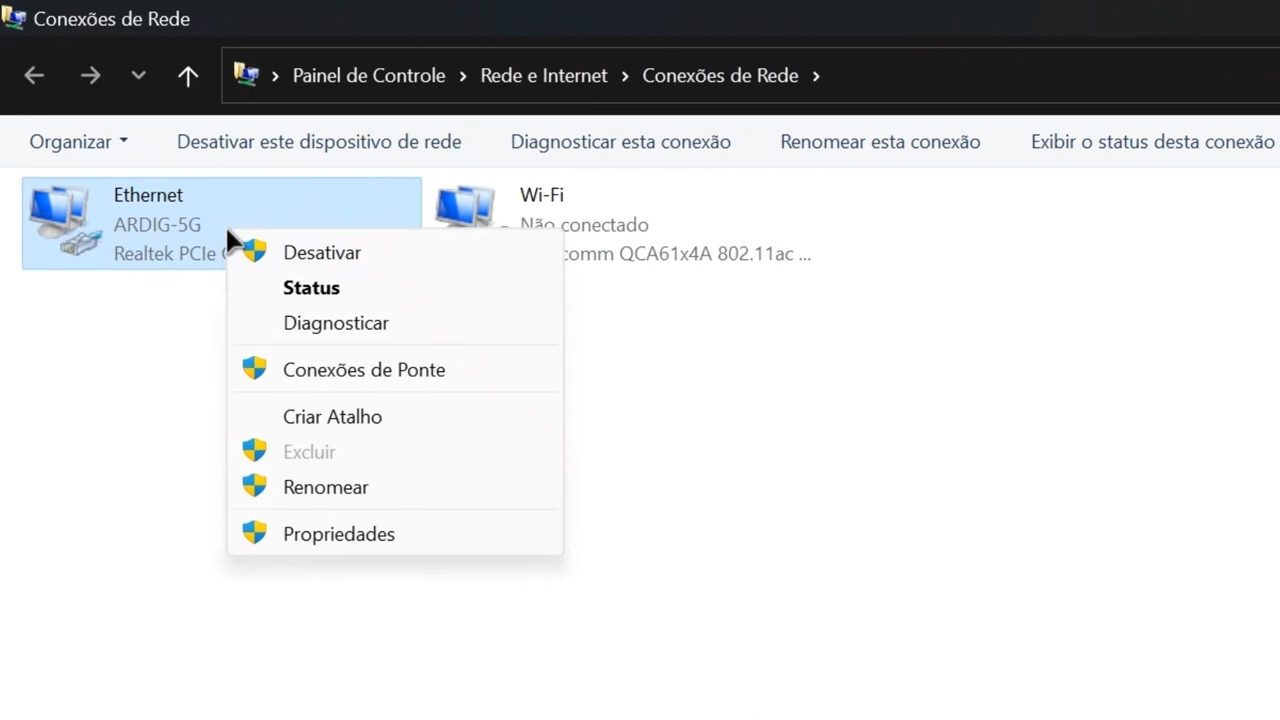 Conexões de Rede
Painel de Controle > Rede e Internet > Conexões de Rede >
Organizar Desativar este dispositivo de rede Diagnosticar esta conexão Renomear esta conexão Exibir o status desta conexão
Ethernet
ARDIG-5G
Realtek PCIe
Wi-Fi
Não conectado
comm QCA61x4A 802.11ac ...
Desativar
Status
Diagnosticar
Conexões de Ponte
Criar Atalho
Excluir
Renomear
Propriedades